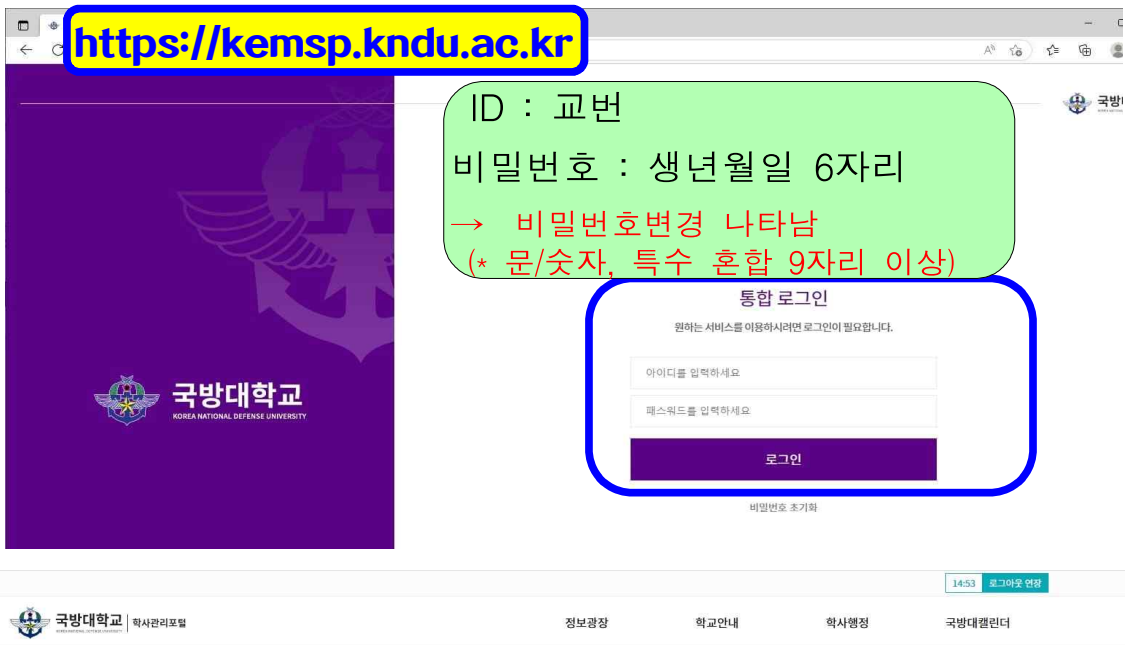 https://kemsp.kndu.ac.kr
ID : 교번
비밀번호 : 생년월일 6자리
→ 비밀번호변경 나타남
(* 문/숫자, 특수 혼합 9자리 이상)
국방
통합 로그인
원하는 서비스를 이용하시려면 로그인이 필요합니다.
아이디를 입력하세요
패스워드를 입력하세요
로그인
비밀번호 초기화
국방대학교
KOREA NATIONAL DEFENSE UNIVERSITY
14:53 로그아웃 연장
국방대학교 학사관리포털 정보광장 학교안내 학사행정 국방대캘린더